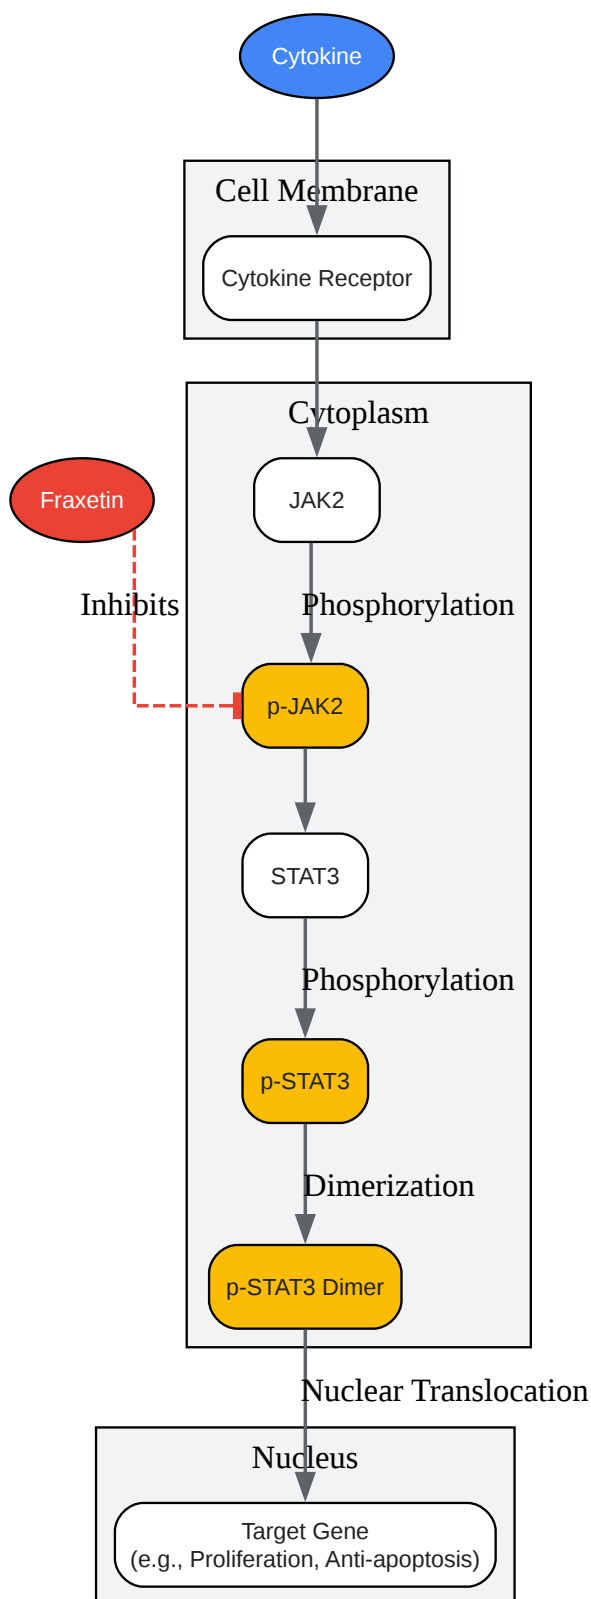 Cytokine
Cell Membrane
Cytokine Receptor
Cytoplasm
JAK2
Fraxetin
Inhibits
Phosphorylation
p-JAK2
STAT3
Phosphorylation
p-STAT3
Dimerization
p-STAT3 Dimer
Nuclear Translocation
Nucleus
Target Gene
(e.g., Proliferation, Anti-apoptosis)